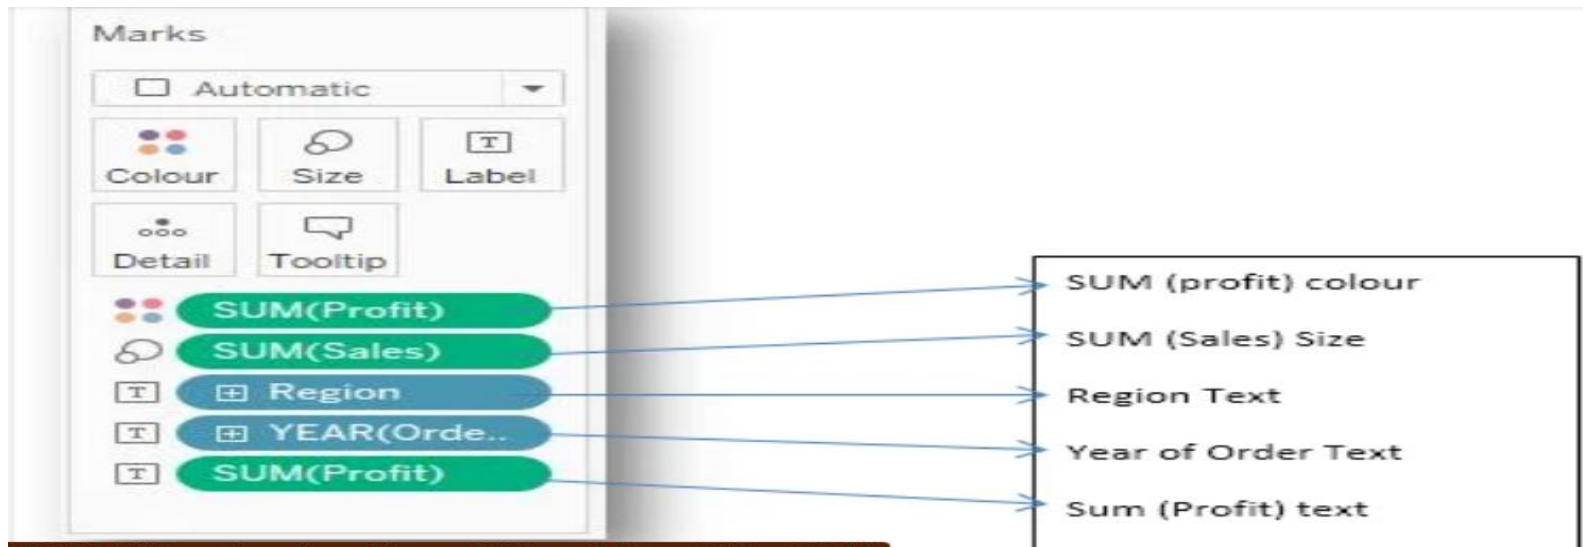 Marks
Automatic
Colour Size Label
Detail Tooltip
SUM(Profit)
SUM(Sales)
Region
YEAR(Orde..
SUM(Profit)
SUM (profit) colour
SUM (Sales) Size
Region Text
Year of Order Text
Sum (Profit) text